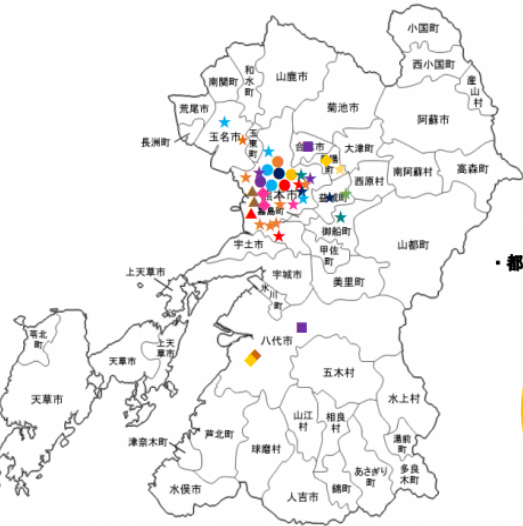 小国町
西小国町
産山村
和水町
南関町
山鹿市
菊池市
阿蘇市
荒尾市
玉名市
玉東町
長洲町
大津町
西原村
南阿蘇村
高森町
嘉島町
御船町
山都町
宇土市
甲佐町
美里町
上天草市
宇城市
氷川町
・都
八代市
苓北町
上天草市
天草市
天草市
五木村
水上村
山江村
相良村
湯前町
津奈木町
芦北町
球磨村
あさぎり町
多良木町
水俣市
人吉市
錦町